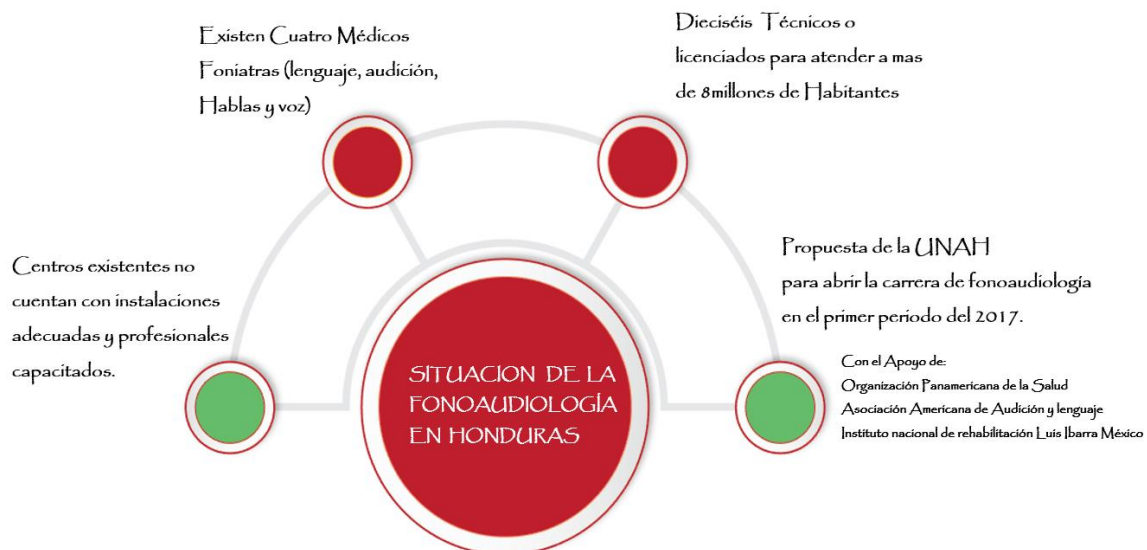 Existen Cuatro Médicos
Foniatras (lenguaje, audición,
Hablas y voz)
Dieciséis Técnicos o
licenciados para atender a mas
de 8millones de Habitantes
Centros existentes no
cuentan con instalaciones
adecuadas y profesionales
capacitados.
Propuesta de la UNAH
para abrir la carrera de fonoaudiología
en el primer periodo del 2017.
Con el Apoyo de:
Organización Panamericana de la Salud
Asociación Americana de Audición y lenguaje
Instituto nacional de rehabilitación Luis Ibarra México
SITUACION DE LA
FONOAUDIOLOGÍA
EN HONDURAS